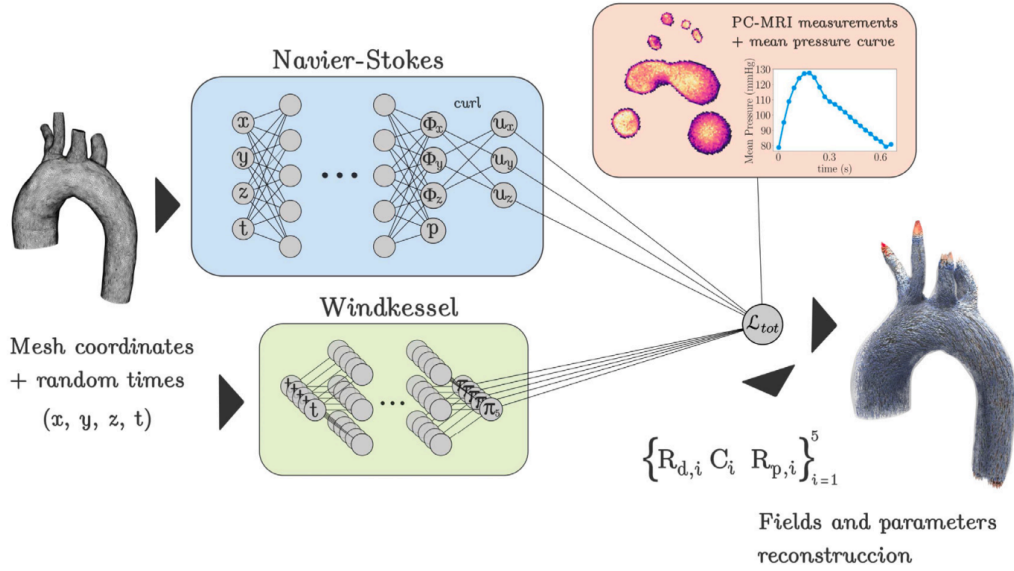 Navier-Stokes
x
y
z
t
Φx
Φy
Φz
p
curl
ux
uy
uz
PC-MRI measurements
+ mean pressure curve
Mean Pressure (mmHg)
130
120
110
100
90
80
0
0.3
0.6
time (s)
Mesh coordinates
+ random times
(x, y, z, t)
Windkessel
t
π5
ℒtot
{Rd,i Ci Rp,i}5i=1
Fields and parameters
reconstruccion